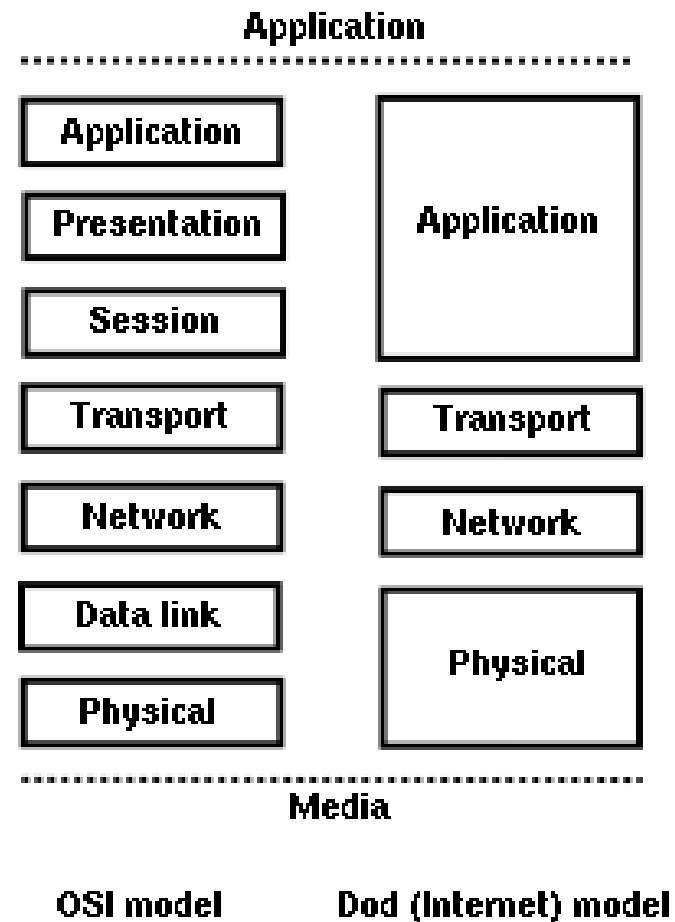 Application
Application
Presentation
Session
Transport
Network
Data link
Physical
Application
Transport
Network
Physical
Media
OSI model
Dod (Internet) model